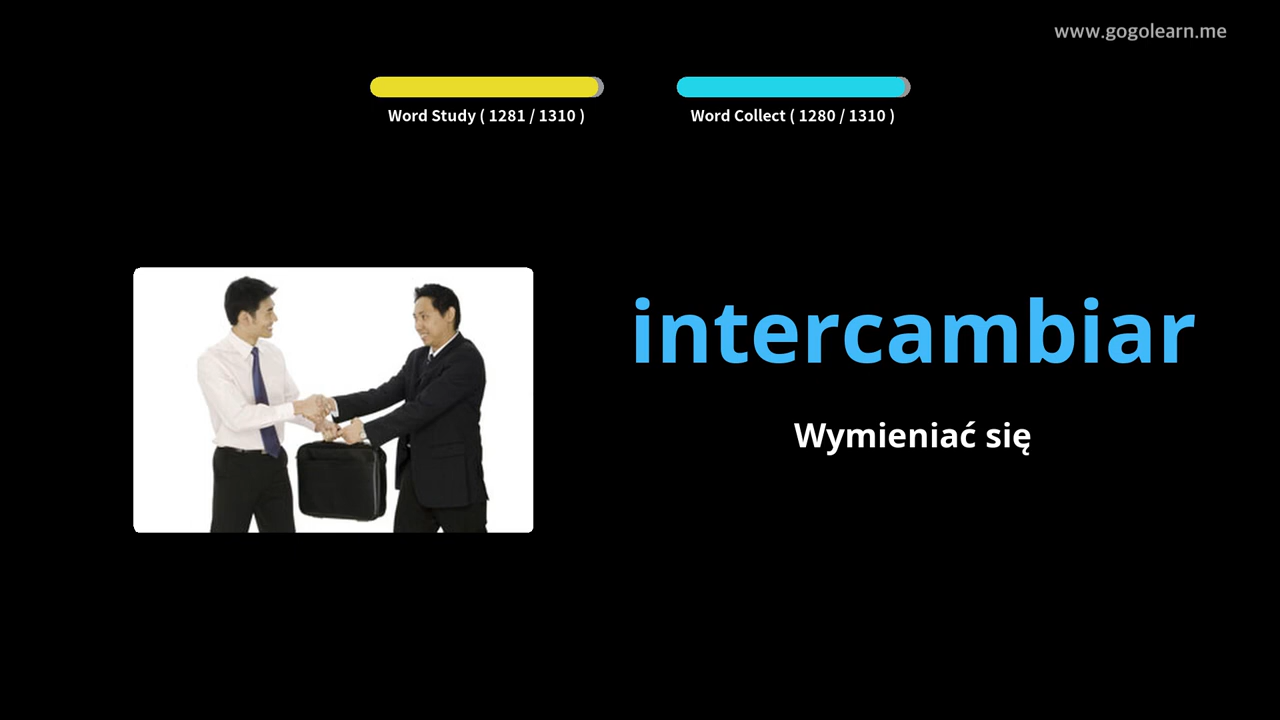 www.gogolearn.me
Word Study ( 1281 / 1310 )
Word Collect ( 1280 / 1310 )
intercambiar
Wymieniać się